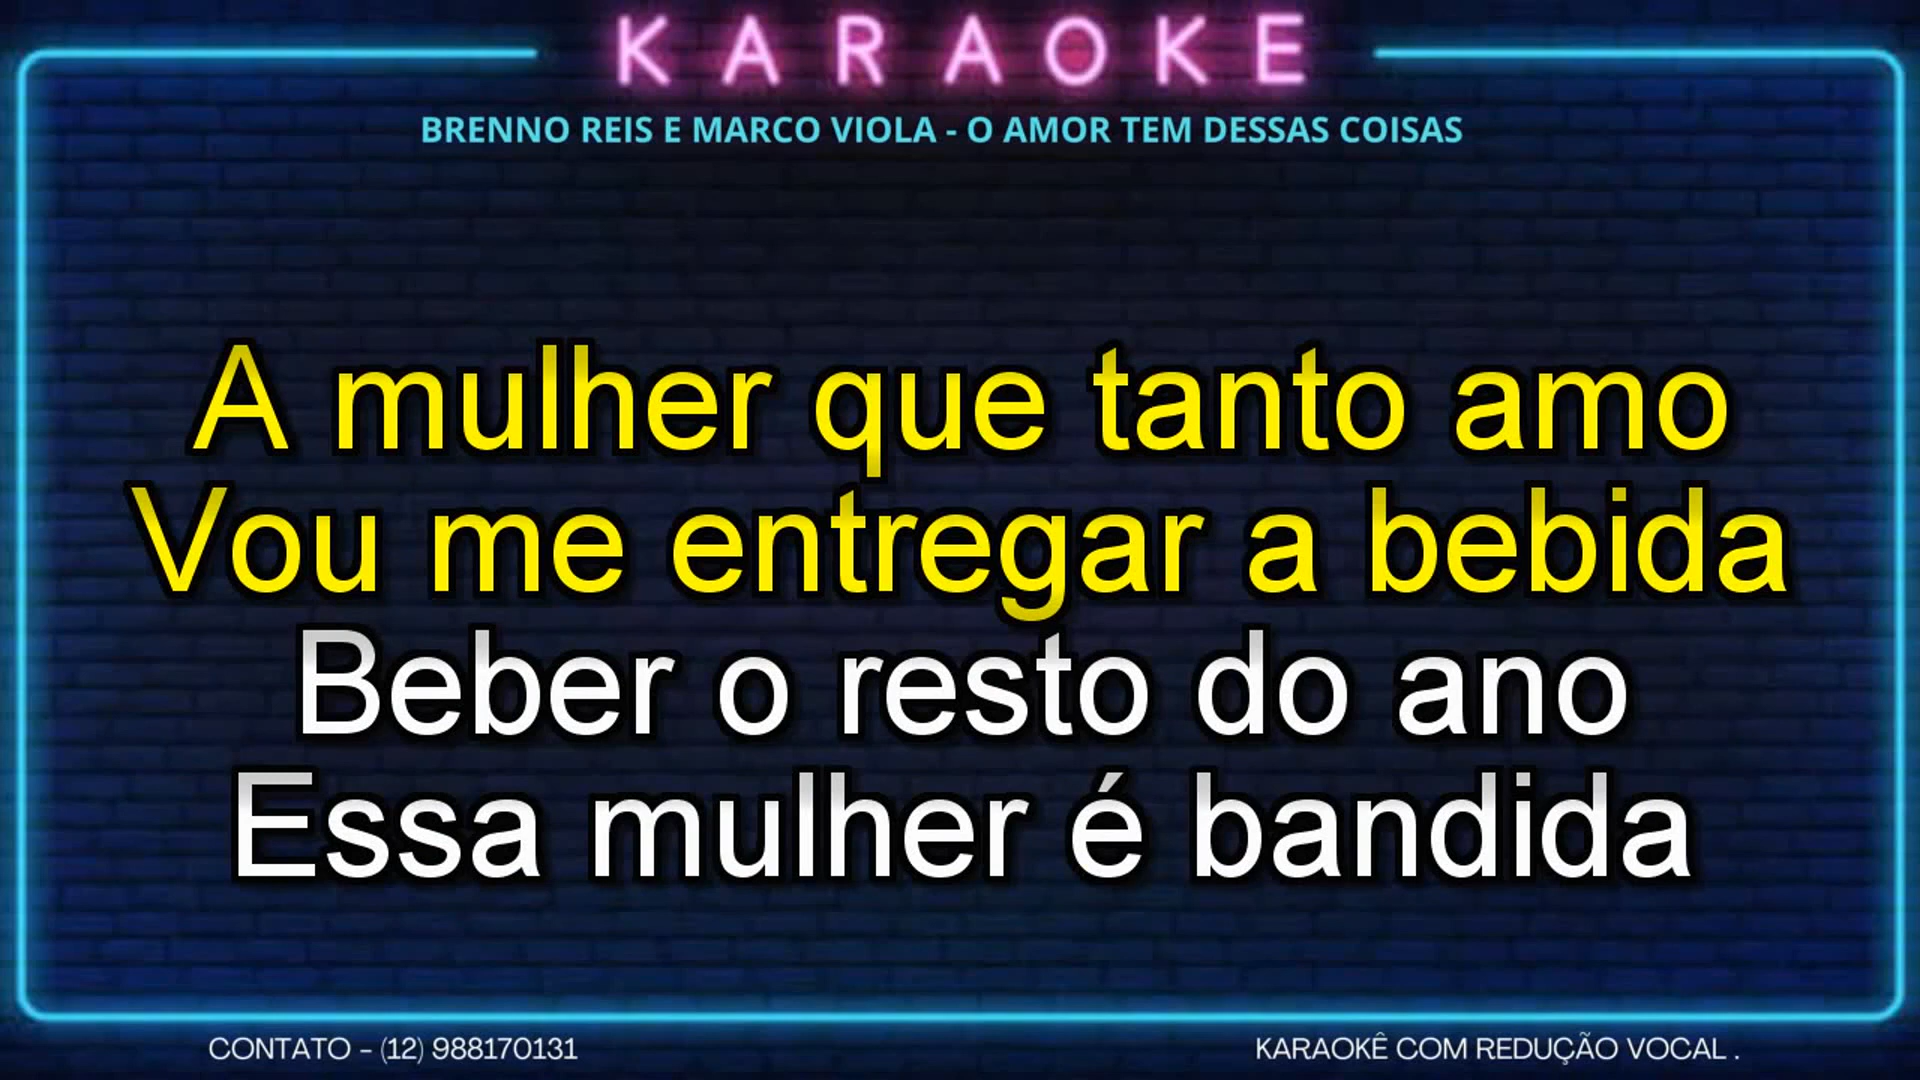 KARAOKE
BRENNO REIS E MARCO VIOLA - O AMOR TEM DESSAS COISAS
A mulher que tanto amo
Vou me entregar a bebida
Beber o resto do ano
Essa mulher é bandida
CONTATO - (12) 988170131
KARAOKÊ COM REDUÇÃO VOCAL .